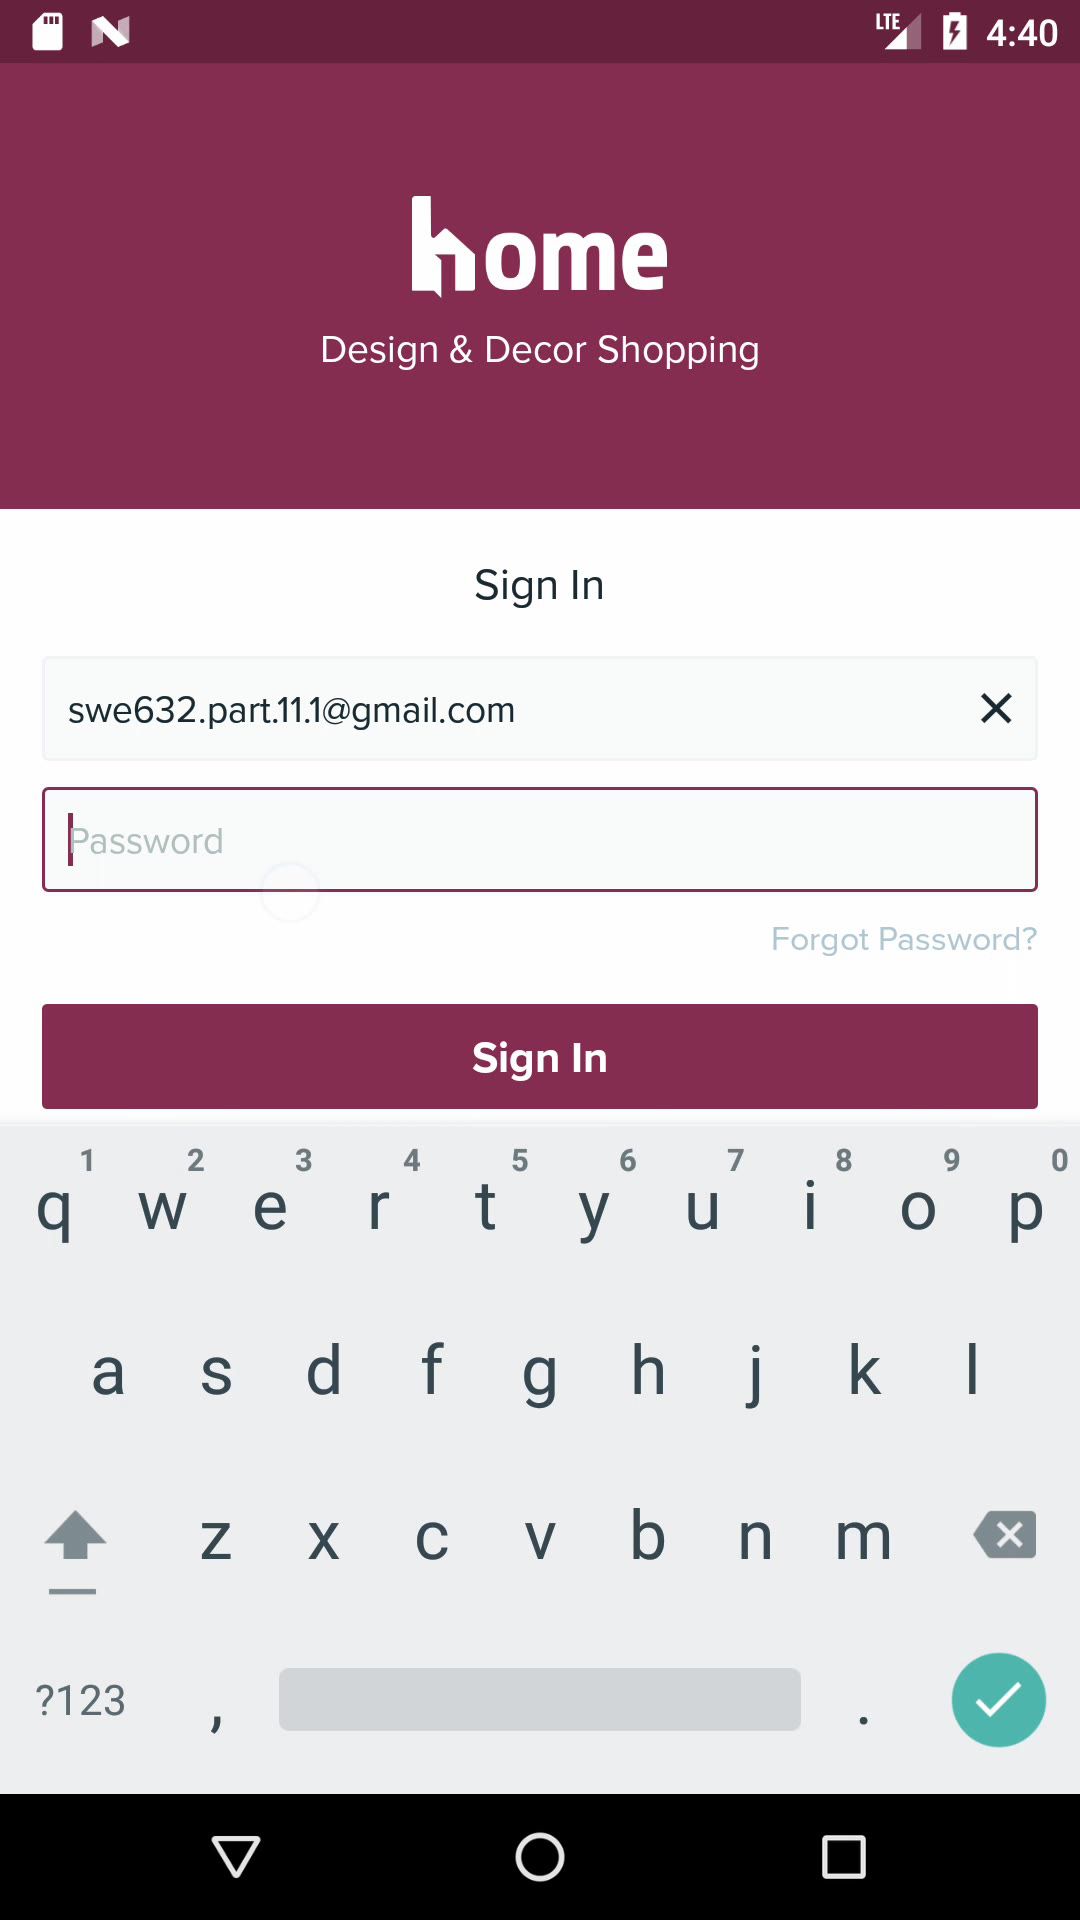 LTE 4:40
home
Design & Decor Shopping
Sign In
swe632.part.11.1@gmail.com
Password
Forgot Password?
Sign In
1 2 3 4 5 6 7 8 9 0
q w e r t y u i o p
a s d f g h j k l
z x c v b n m
?123 , .